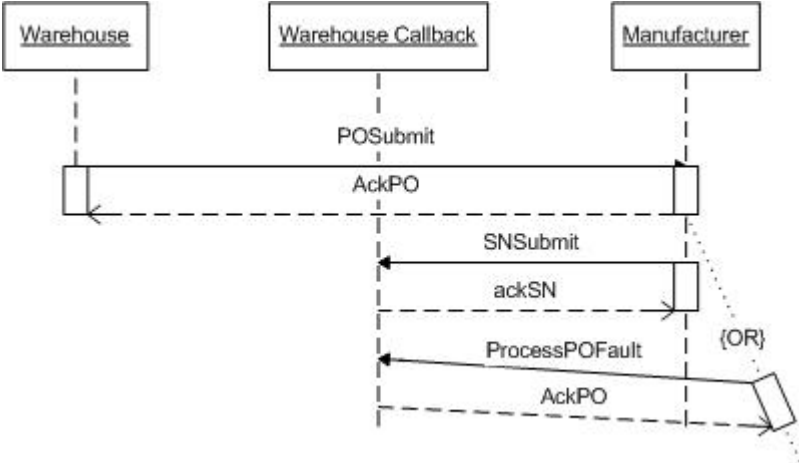 Warehouse
Warehouse Callback
Manufacturer
POSubmit
AckPO
SNSubmit
ackSN
{OR}
ProcessPOFault
AckPO